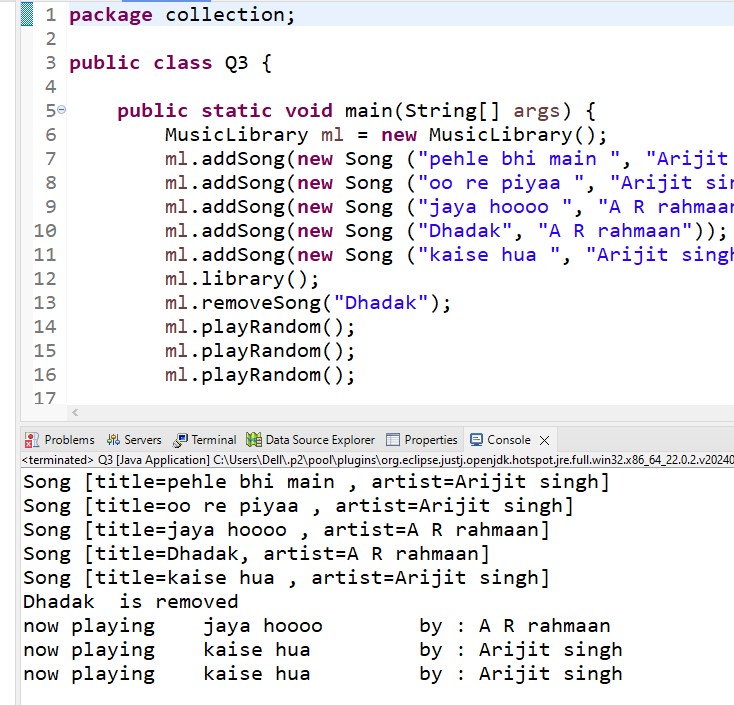 1 package collection;
2
3 public class Q3 {
4
5 public static void main(String[] args) {
6 MusicLibrary ml = new MusicLibrary();
7 ml.addSong(new Song ("pehle bhi main ", "Arijit
8 ml.addSong(new Song ("oo re piyaa ", "Arijit sin
9 ml.addSong(new Song ("jaya hoooo ", "A R rahmaan
10 ml.addSong(new Song ("Dhadak", "A R rahmaan"));
11 ml.addSong(new Song ("kaise hua ", "Arijit singh
12 ml.library();
13 ml.removeSong("Dhadak");
14 ml.playRandom();
15 ml.playRandom();
16 ml.playRandom();
17
Problems Servers Terminal Data Source Explorer Properties Console
<terminated> Q3 [Java Application] C:\Users\Dell\.p2\pool\plugins\org.eclipse.justj.openjdk.hotspot.jre.full.win32.x86_64_22.0.2.v20240
Song [title=pehle bhi main , artist=Arijit singh]
Song [title=oo re piyaa , artist=Arijit singh]
Song [title=jaya hoooo , artist=A R rahmaan]
Song [title=Dhadak, artist=A R rahmaan]
Song [title=kaise hua , artist=Arijit singh]
Dhadak  is removed
now playing    jaya hoooo        by : A R rahmaan
now playing    kaise hua         by : Arijit singh
now playing    kaise hua         by : Arijit singh